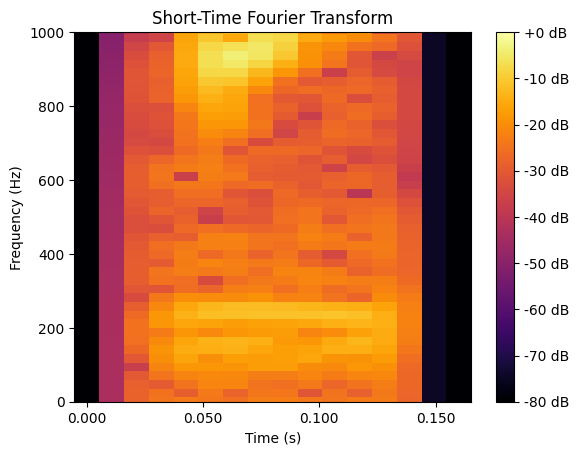 Short-Time Fourier Transform
1000
800
600
400
200
0
Frequency (Hz)
0.000
0.050
0.100
0.150
Time (s)
+0 dB
-10 dB
-20 dB
-30 dB
-40 dB
-50 dB
-60 dB
-70 dB
-80 dB